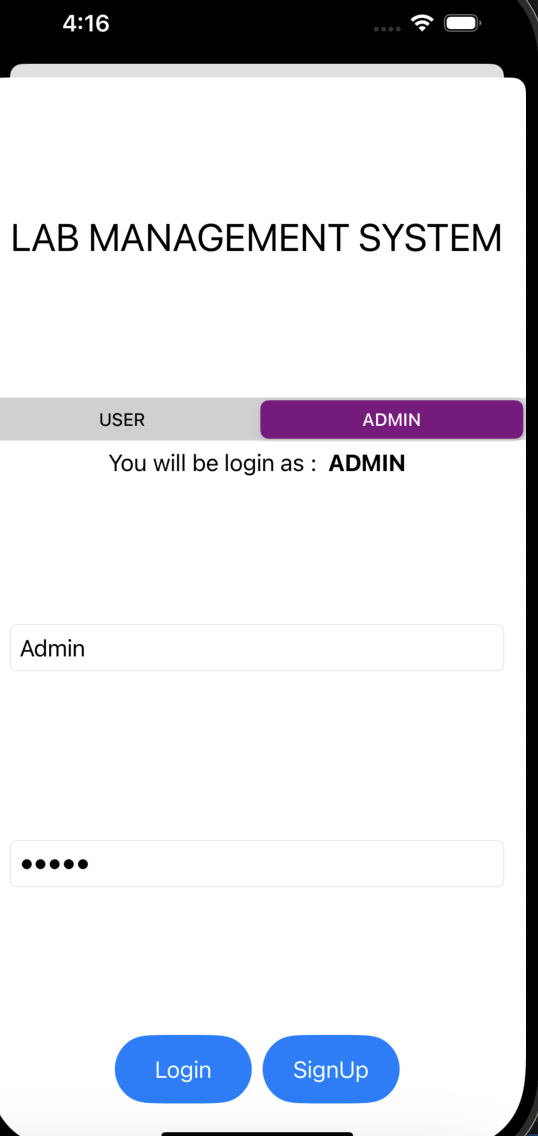 4:16
LAB MANAGEMENT SYSTEM
USER ADMIN
You will be login as : ADMIN
Admin
•••••
Login SignUp